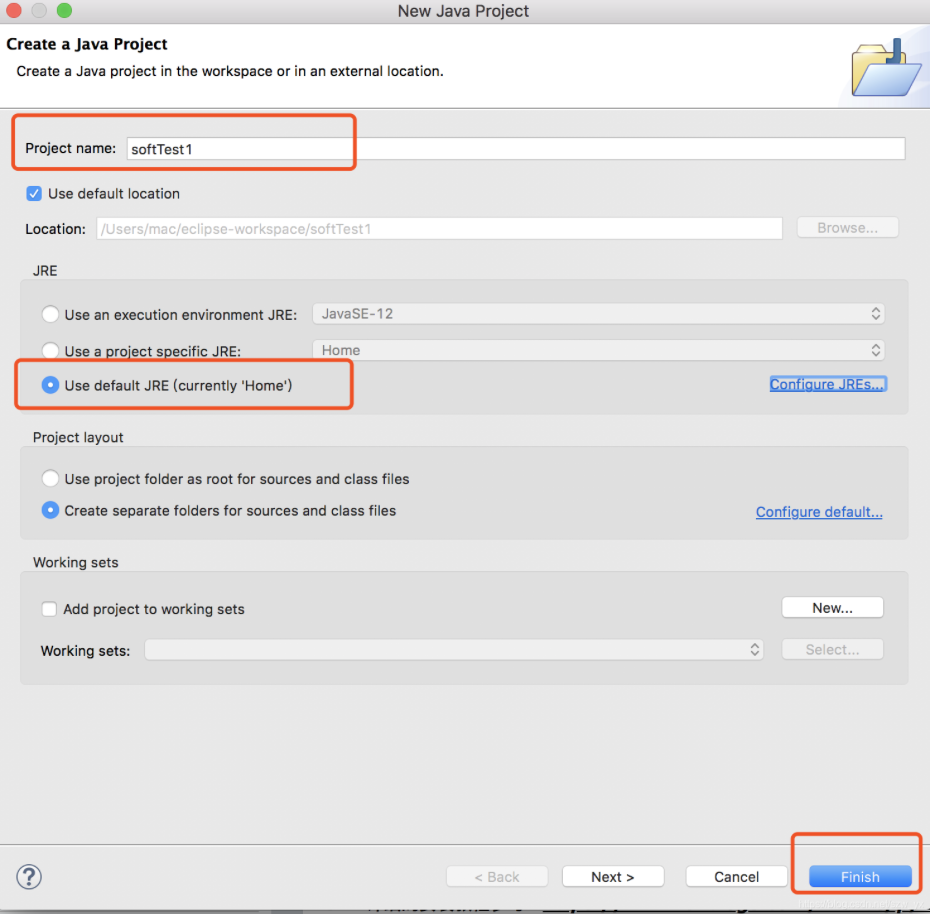 New Java Project
Create a Java Project
Create a Java project in the workspace or in an external location.
Project name: softTest1
Use default location
Location: /Users/mac/eclipse-workspace/softTest1 Browse...
JRE
Use an execution environment JRE: JavaSE-12
Use a project specific JRE: Home
Use default JRE (currently 'Home') Configure JREs...
Project layout
Use project folder as root for sources and class files
Create separate folders for sources and class files Configure default...
Working sets
Add project to working sets New...
Working sets: Select...
? < Back Next > Cancel Finish